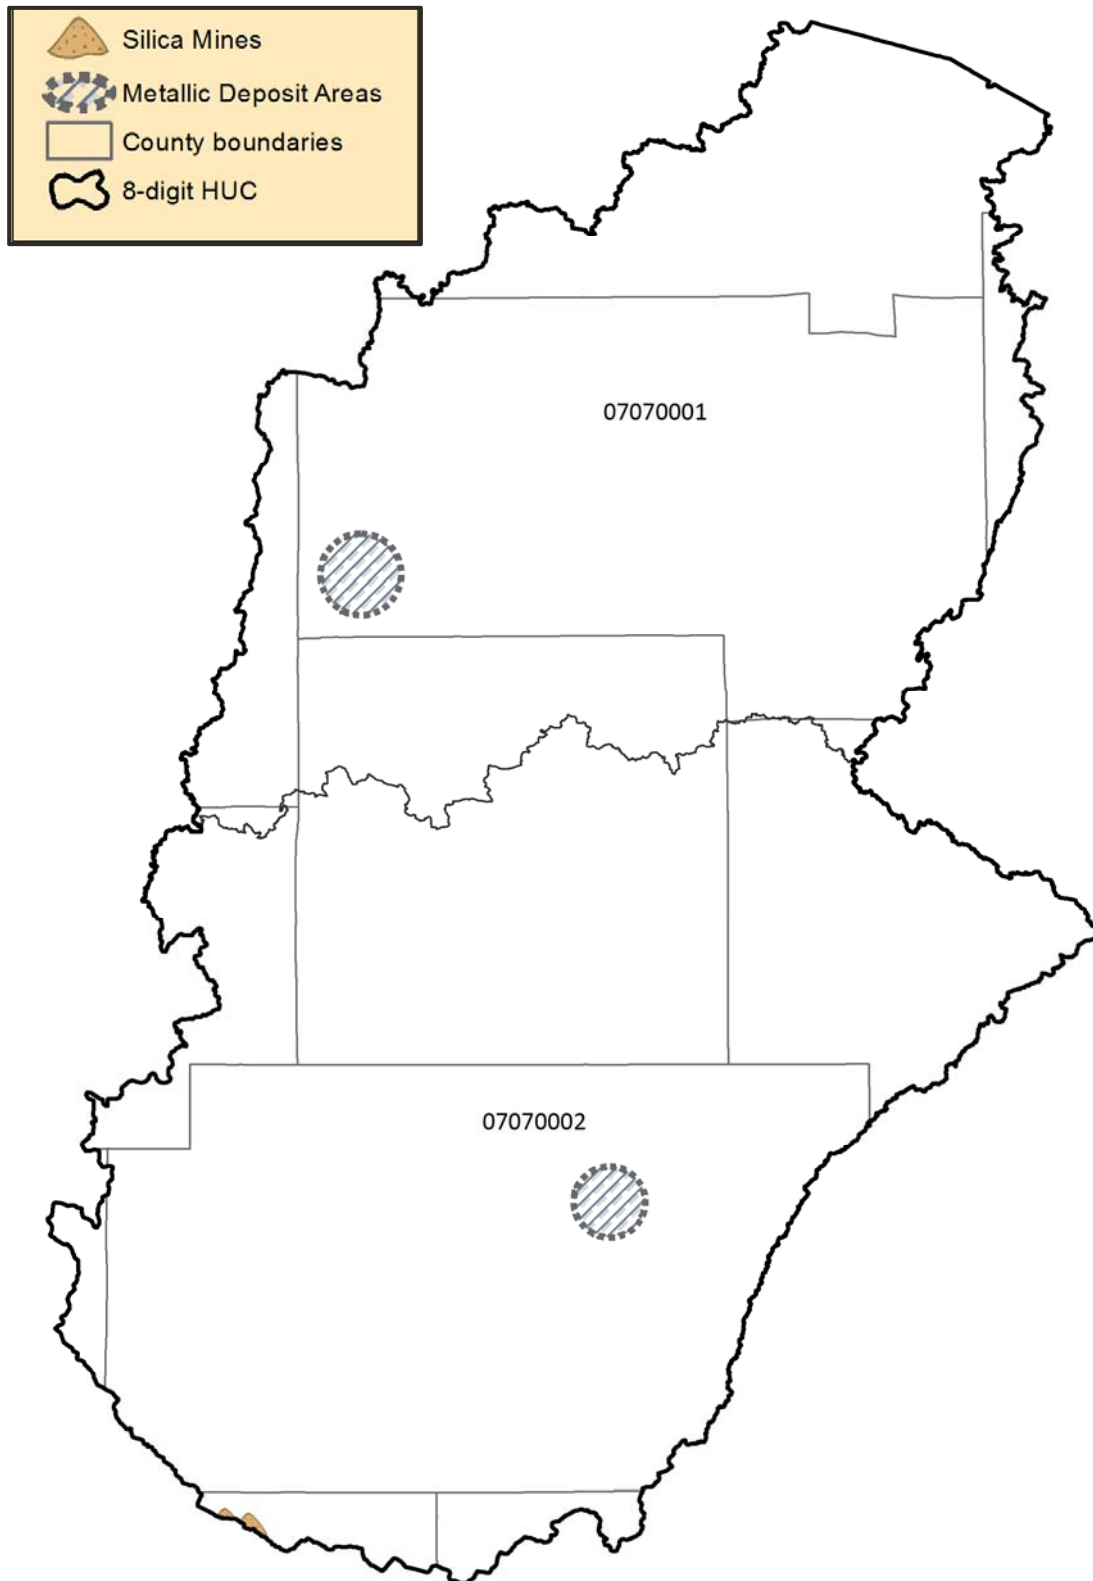 Silica Mines
Metallic Deposit Areas
County boundaries
8-digit HUC
07070001
07070002